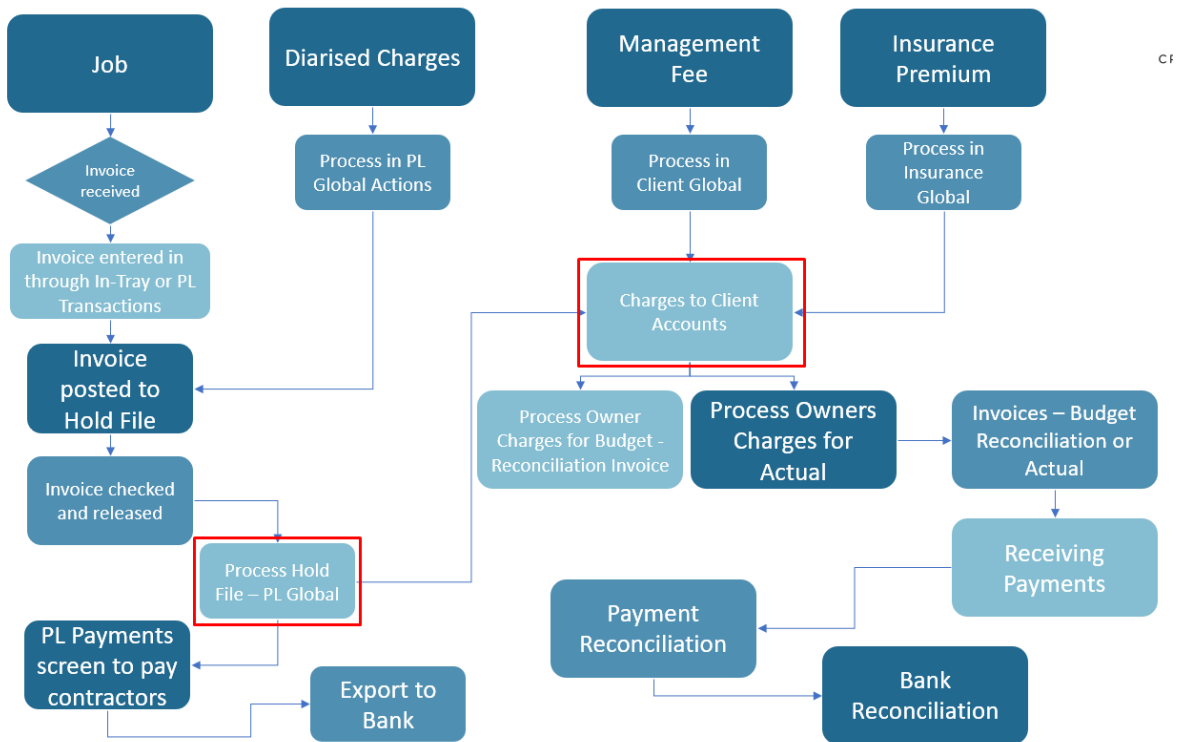 Job
Diarised Charges
Management
Fee
Insurance
Premium
Invoice
received
Process in PL
Global Actions
Process in
Client Global
Process in
Insurance
Global
Invoice entered in
through In-Tray or PL
Transactions
Charges to Client
Accounts
Invoice
posted to
Hold File
Process Owner
Charges for Budget -
Reconciliation Invoice
Process Owners
Charges for
Actual
Invoices – Budget
Reconciliation or
Actual
Invoice checked
and released
Process Hold
File – PL Global
Receiving
Payments
Payment
Reconciliation
PL Payments
screen to pay
contractors
Export to
Bank
Bank
Reconciliation